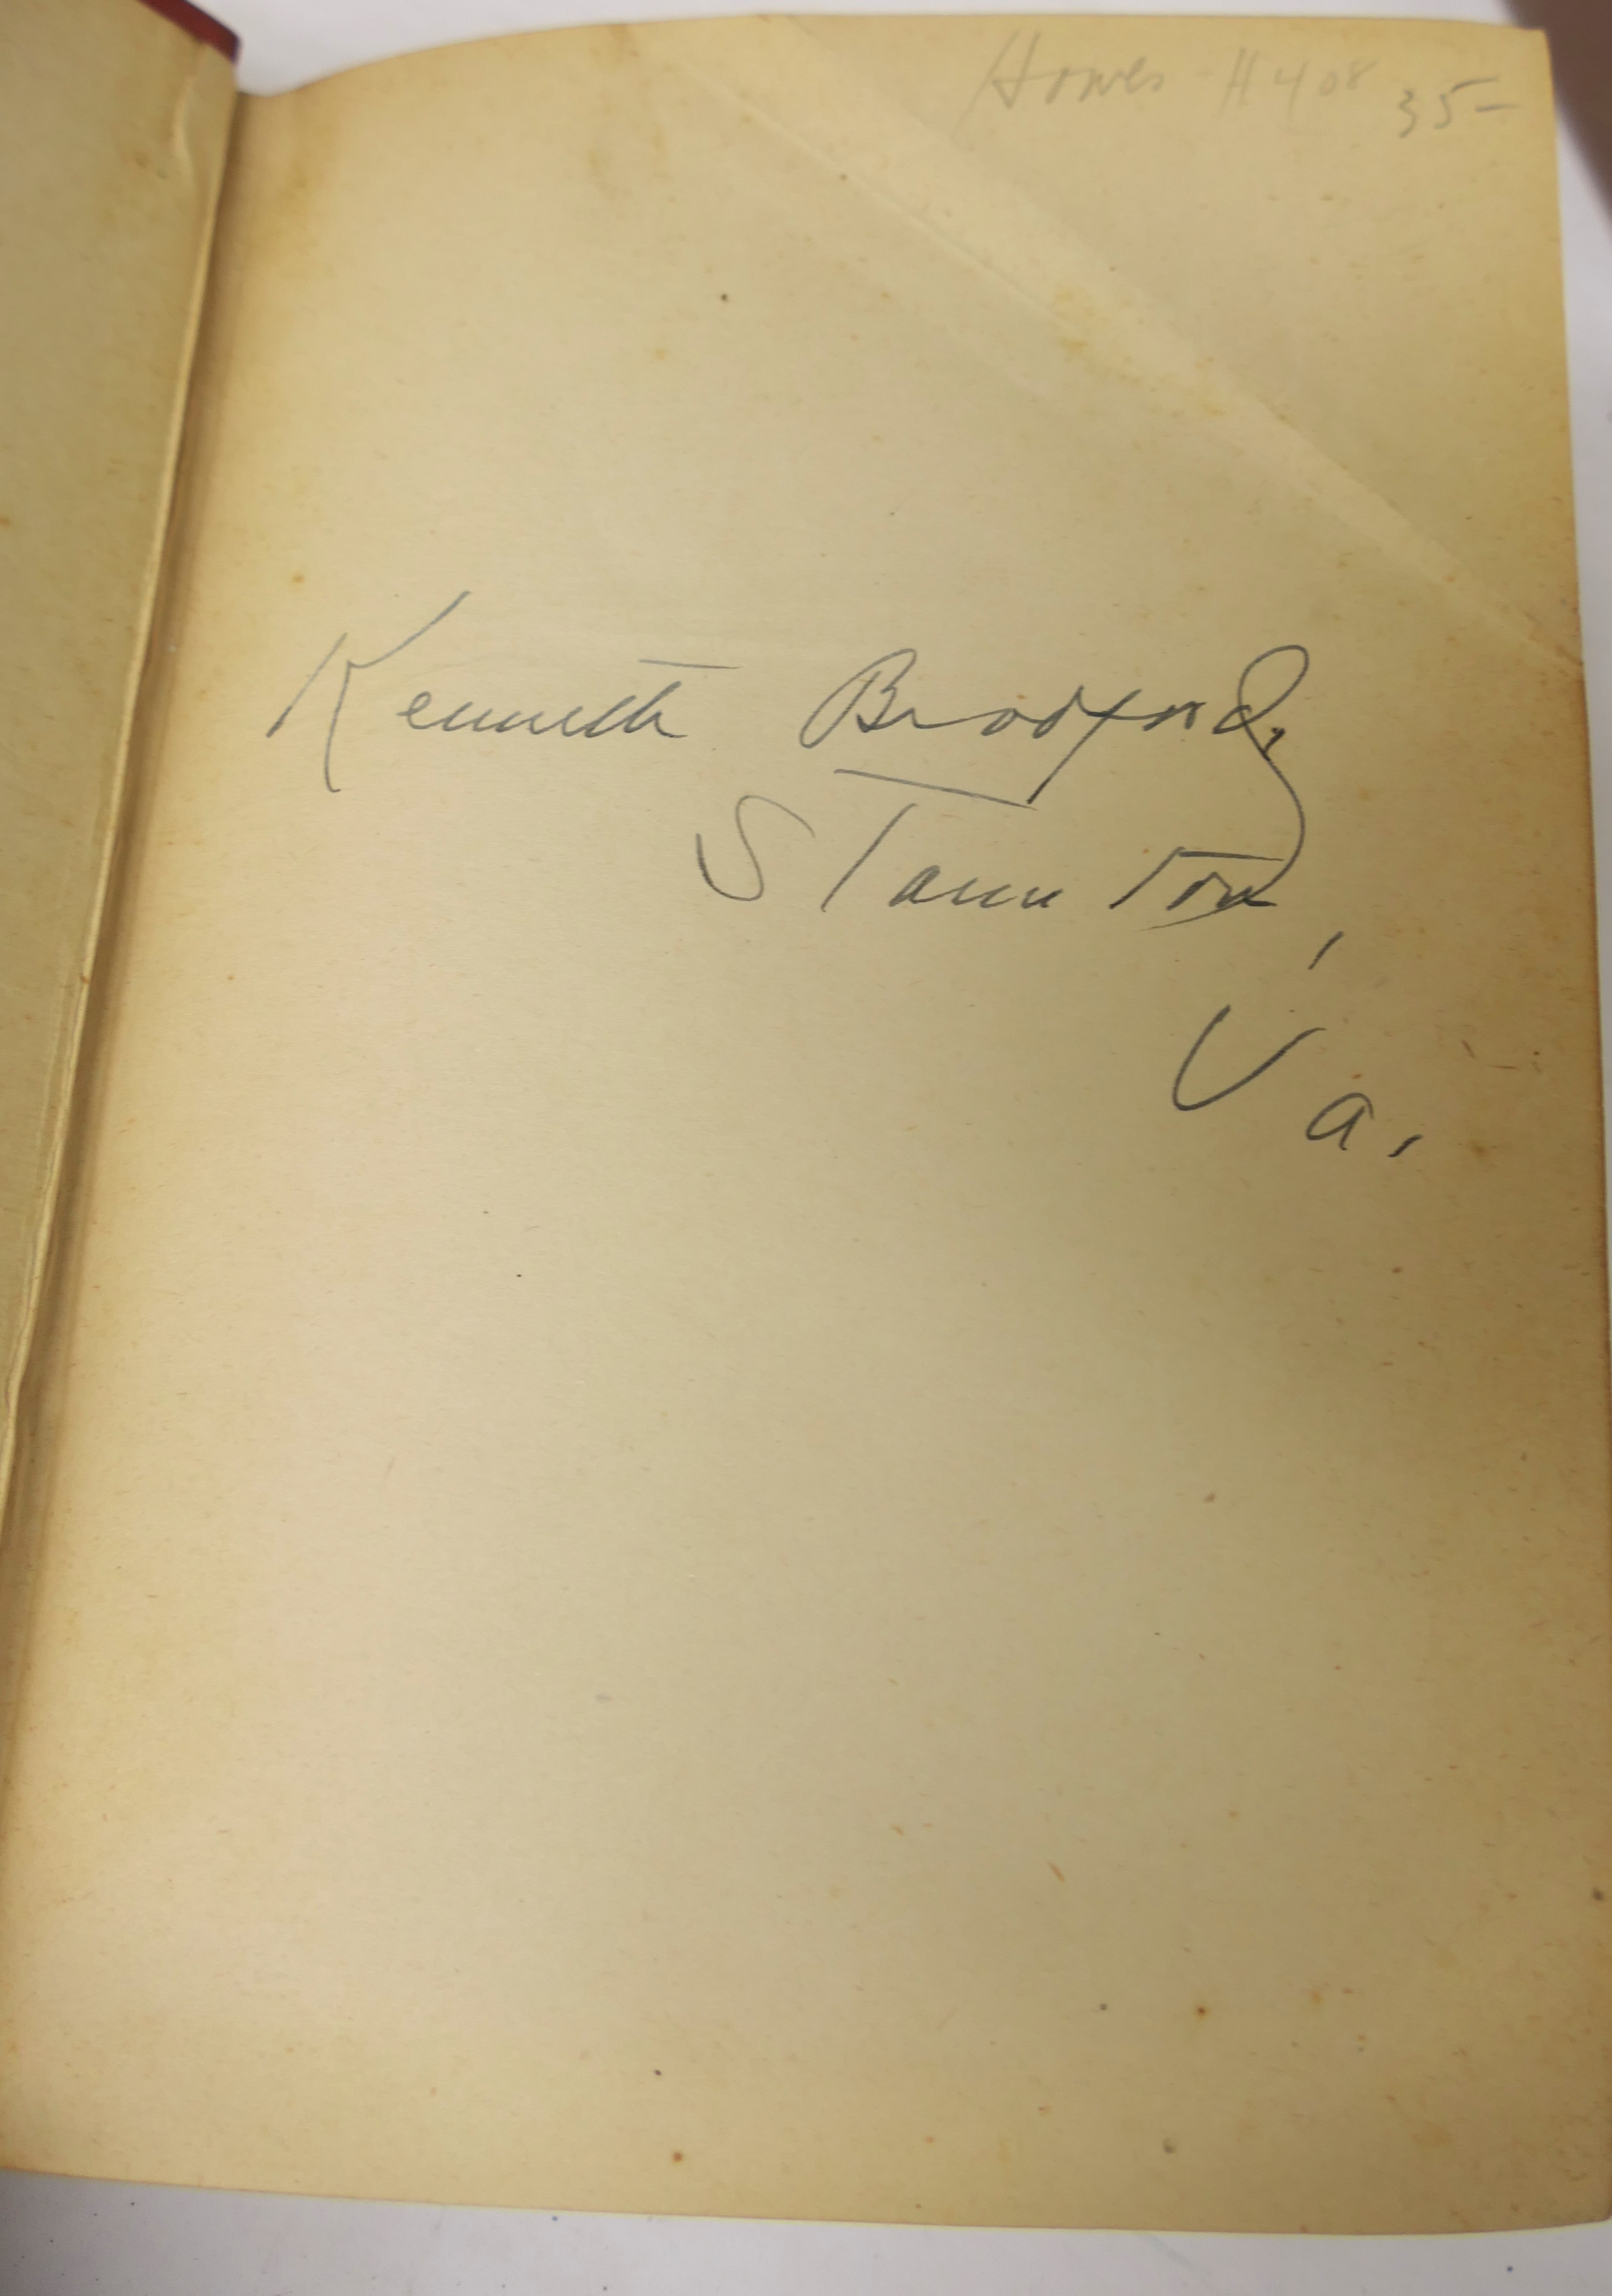 Howes - H408 35-
Kenneth Bradford,
Staunton,
Va.